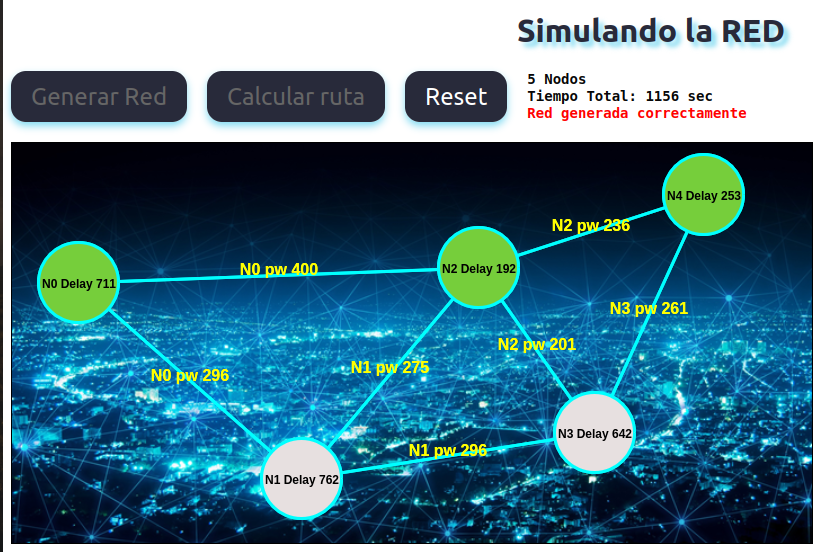 Simulando la RED
Generar Red
Calcular ruta
Reset
5 Nodos
Tiempo Total: 1156 sec
Red generada correctamente
N4 Delay 253
N2 pw 236
N0 pw 400
N2 Delay 192
N0 Delay 711
N3 pw 261
N2 pw 201
N1 pw 275
N0 pw 296
N3 Delay 642
N1 pw 296
N1 Delay 762